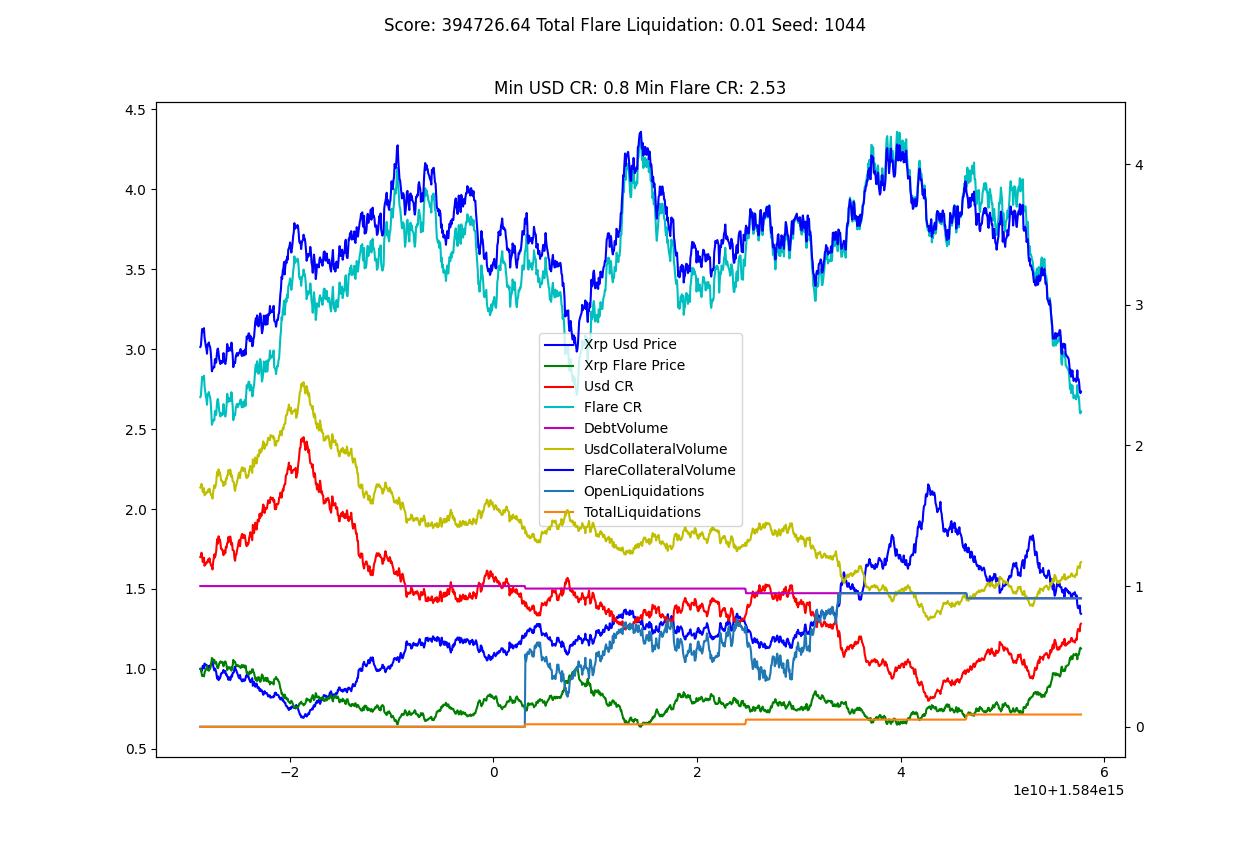 Score: 394726.64 Total Flare Liquidation: 0.01 Seed: 1044
Min USD CR: 0.8 Min Flare CR: 2.53
4.5
4.0
3.5
3.0
2.5
2.0
1.5
1.0
0.5
4
3
2
1
0
Xrp Usd Price
Xrp Flare Price
Usd CR
Flare CR
DebtVolume
UsdCollateralVolume
FlareCollateralVolume
OpenLiquidations
TotalLiquidations
−2 0 2 4 6
1e10+1.584e15